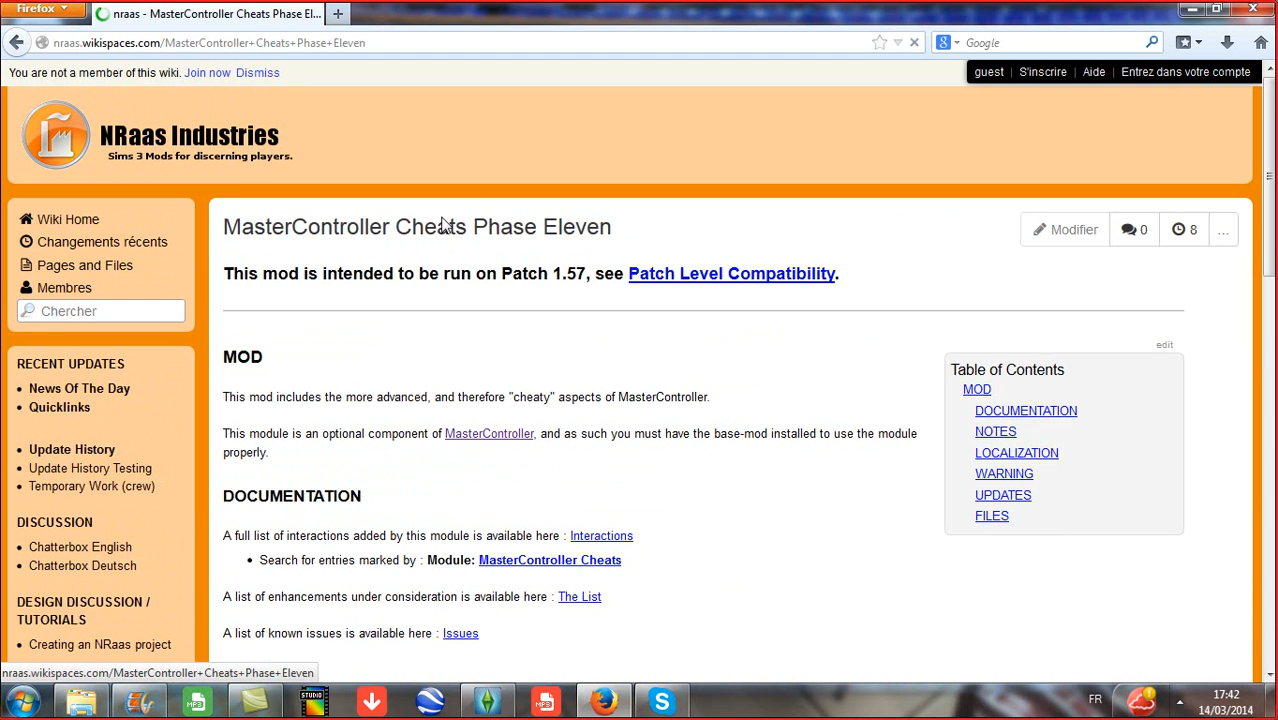 Firefox
nraas - MasterController Cheats Phase El...
nraas.wikispaces.com/MasterController+Cheats+Phase+Eleven
Google
You are not a member of this wiki. Join now Dismiss
guest S'inscrire Aide Entrez dans votre compte
NRaas Industries
Sims 3 Mods for discerning players.
Wiki Home
Changements récents
Pages and Files
Membres
Chercher
RECENT UPDATES
• News Of The Day
• Quicklinks
• Update History
• Update History Testing
• Temporary Work (crew)
DISCUSSION
• Chatterbox English
• Chatterbox Deutsch
DESIGN DISCUSSION /
TUTORIALS
• Creating an NRaas project
MasterController Cheats Phase Eleven
Modifier 0 8 ...
This mod is intended to be run on Patch 1.57, see Patch Level Compatibility.
edit
MOD
This mod includes the more advanced, and therefore "cheaty" aspects of MasterController.
This module is an optional component of MasterController, and as such you must have the base-mod installed to use the module
properly.
DOCUMENTATION
A full list of interactions added by this module is available here : Interactions
• Search for entries marked by : Module: MasterController Cheats
A list of enhancements under consideration is available here : The List
A list of known issues is available here : Issues
Table of Contents
MOD
DOCUMENTATION
NOTES
LOCALIZATION
WARNING
UPDATES
FILES
nraas.wikispaces.com/MasterController+Cheats+Phase+Eleven
MP3
STUDIO
MP3
FR
17:42
14/03/2014